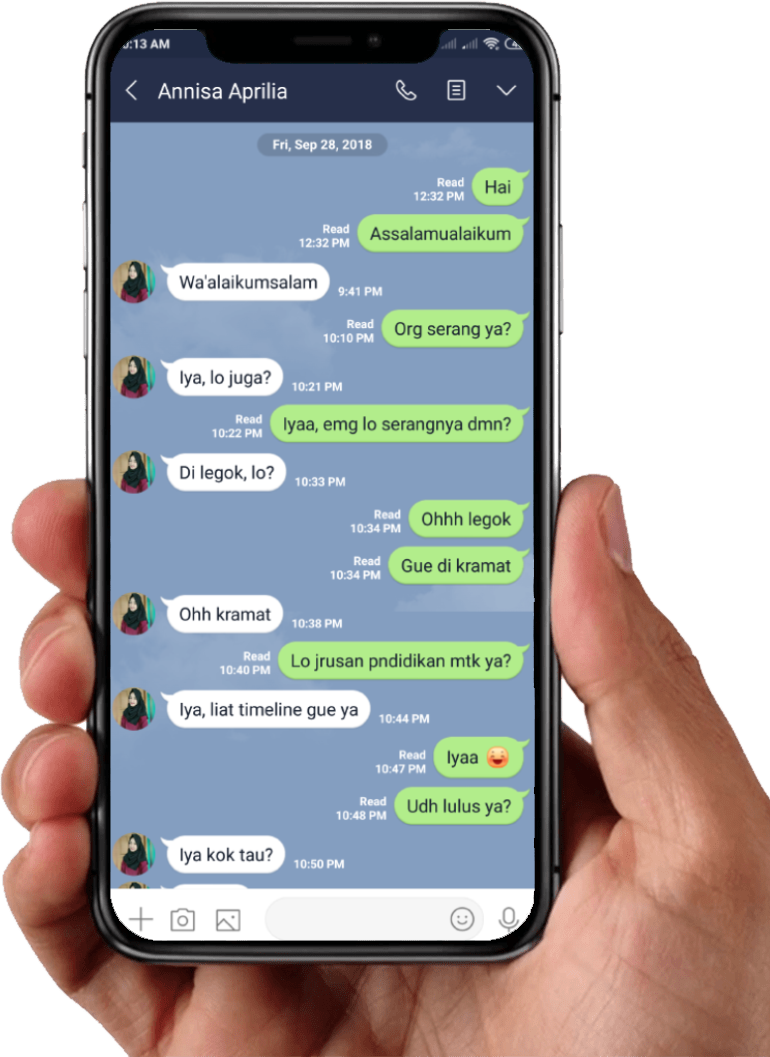 :13 AM
Annisa Aprilia
Fri, Sep 28, 2018
Read
12:32 PM
Hai
Read
12:32 PM
Assalamualaikum
Wa'alaikumsalam
9:41 PM
Read
10:10 PM
Org serang ya?
Iya, lo juga?
10:21 PM
Read
10:22 PM
Iyaa, emg lo serangnya dmn?
Di legok, lo?
10:33 PM
Read
10:34 PM
Ohhh legok
Read
10:34 PM
Gue di kramat
Ohh kramat
10:38 PM
Read
10:40 PM
Lo jrusan pndidikan mtk ya?
Iya, liat timeline gue ya
10:44 PM
Read
10:47 PM
Iyaa 😆
Read
10:48 PM
Udh lulus ya?
Iya kok tau?
10:50 PM